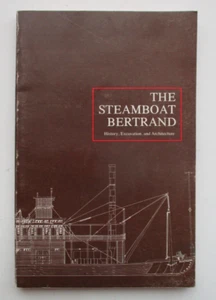 THE
STEAMBOAT
BERTRAND
History, Excavation, and Architecture